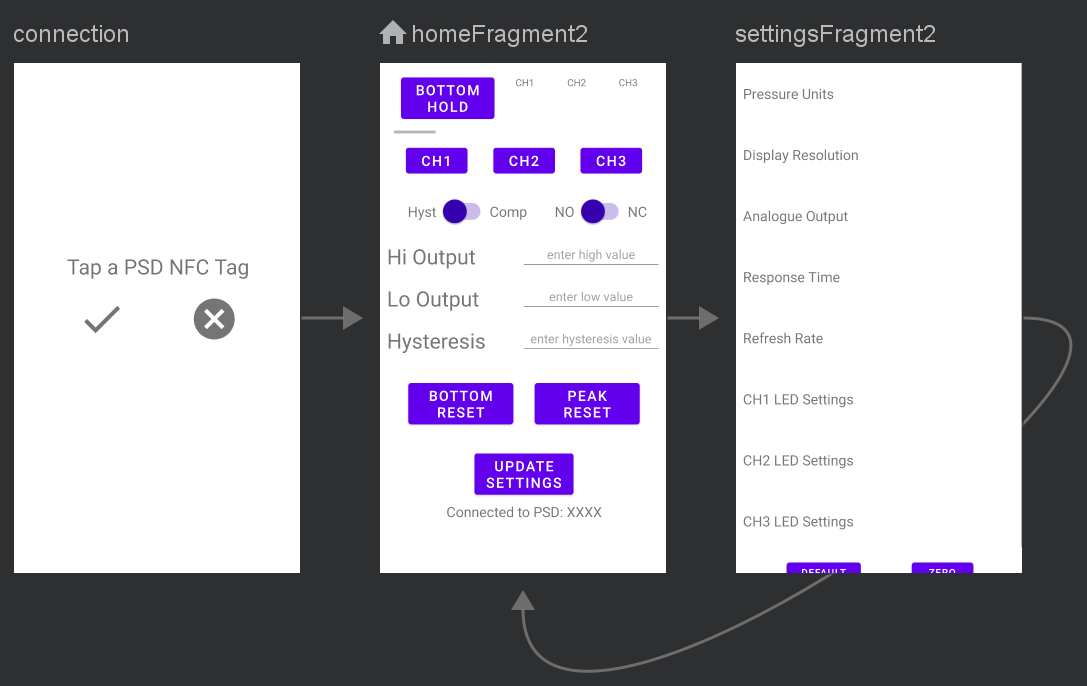 connection
homeFragment2
settingsFragment2
Tap a PSD NFC Tag
BOTTOM
HOLD
CH1 CH2 CH3
CH1 CH2 CH3
Hyst Comp NO NC
Hi Output enter high value
Lo Output enter low value
Hysteresis enter hysteresis value
BOTTOM
RESET
PEAK
RESET
UPDATE
SETTINGS
Connected to PSD: XXXX
Pressure Units
Display Resolution
Analogue Output
Response Time
Refresh Rate
CH1 LED Settings
CH2 LED Settings
CH3 LED Settings
DEFAULT ZERO